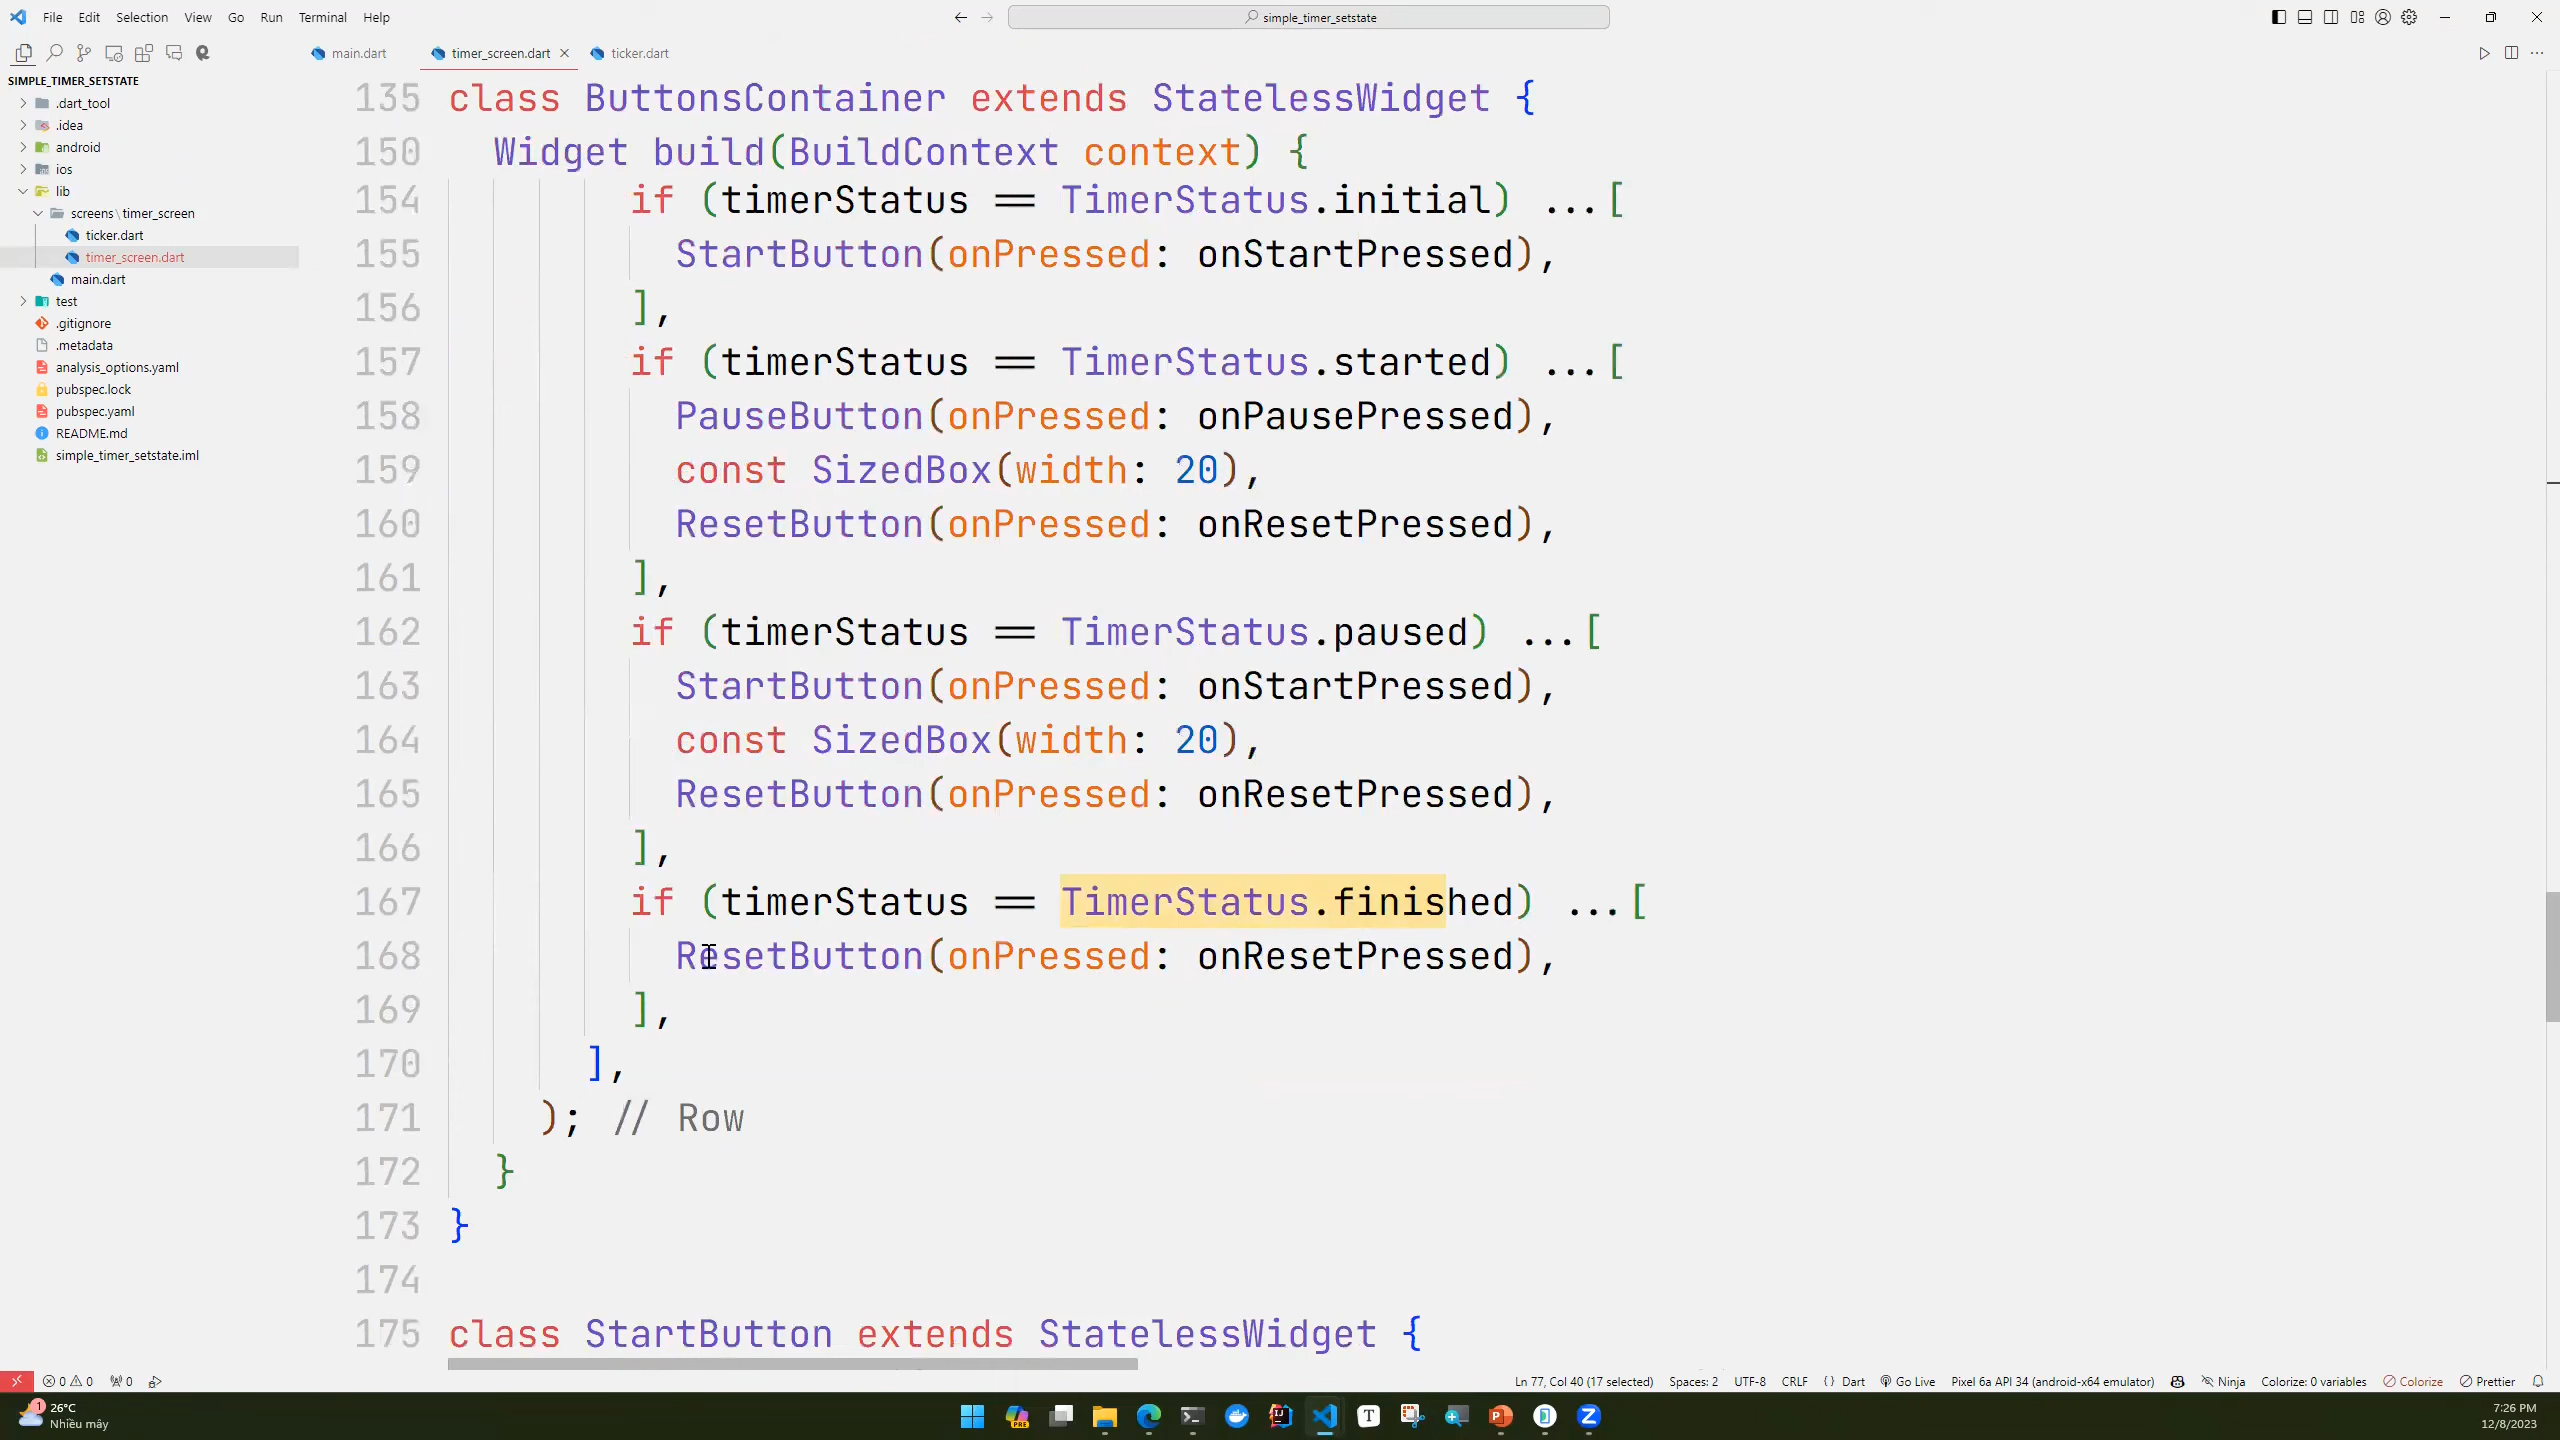 File Edit Selection View Go Run Terminal Help
simple_timer_setstate
main.dart
timer_screen.dart
ticker.dart
SIMPLE_TIMER_SETSTATE
.dart_tool
.idea
android
ios
lib
screens\timer_screen
ticker.dart
timer_screen.dart
main.dart
test
.gitignore
.metadata
analysis_options.yaml
pubspec.lock
pubspec.yaml
README.md
simple_timer_setstate.iml
135 class ButtonsContainer extends StatelessWidget {
150 Widget build(BuildContext context) {
154 if (timerStatus == TimerStatus.initial) ...[
155 StartButton(onPressed: onStartPressed),
156 ],
157 if (timerStatus == TimerStatus.started) ...[
158 PauseButton(onPressed: onPausePressed),
159 const SizedBox(width: 20),
160 ResetButton(onPressed: onResetPressed),
161 ],
162 if (timerStatus == TimerStatus.paused) ...[
163 StartButton(onPressed: onStartPressed),
164 const SizedBox(width: 20),
165 ResetButton(onPressed: onResetPressed),
166 ],
167 if (timerStatus == TimerStatus.finished) ...[
168 ResetButton(onPressed: onResetPressed),
169 ],
170 ],
171 ); // Row
172 }
173 }
174
175 class StartButton extends StatelessWidget {
0 0 0 Ln 77, Col 40 (17 selected) Spaces: 2 UTF-8 CRLF {} Dart Go Live Pixel 6a API 34 (android-x64 emulator) Ninja Colorize: 0 variables Colorize Prettier
1 26°C
Nhiều mây
PRE
7:26 PM
12/8/2023